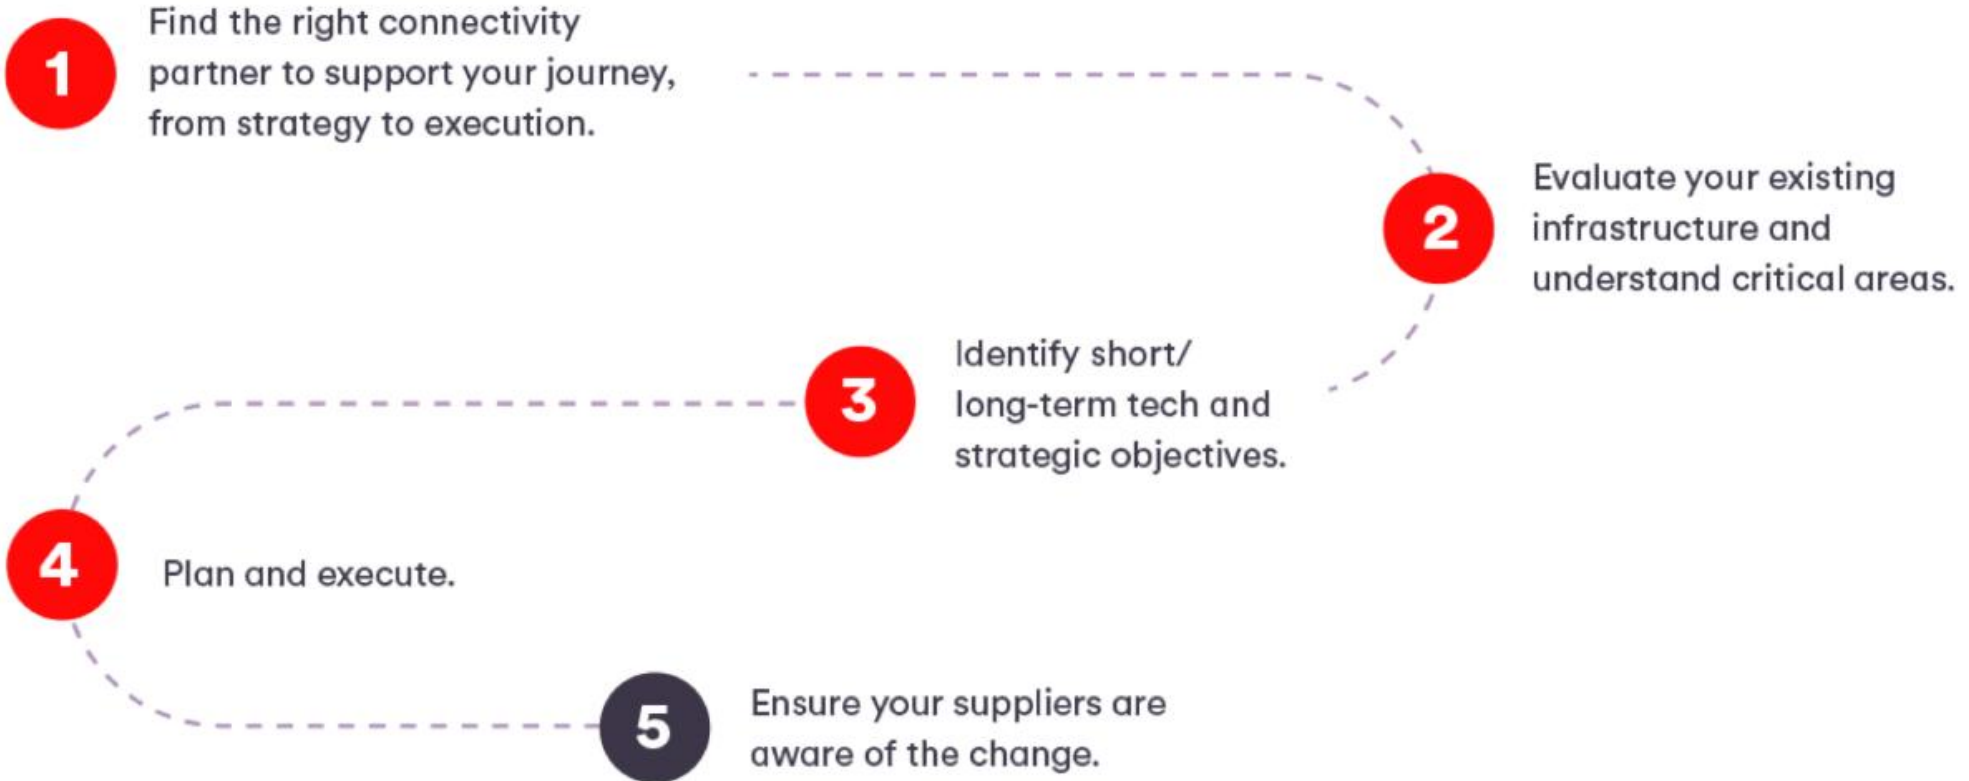 1
Find the right connectivity
partner to support your journey,
from strategy to execution.
2
Evaluate your existing
infrastructure and
understand critical areas.
3
Identify short/
long-term tech and
strategic objectives.
4
Plan and execute.
5
Ensure your suppliers are
aware of the change.